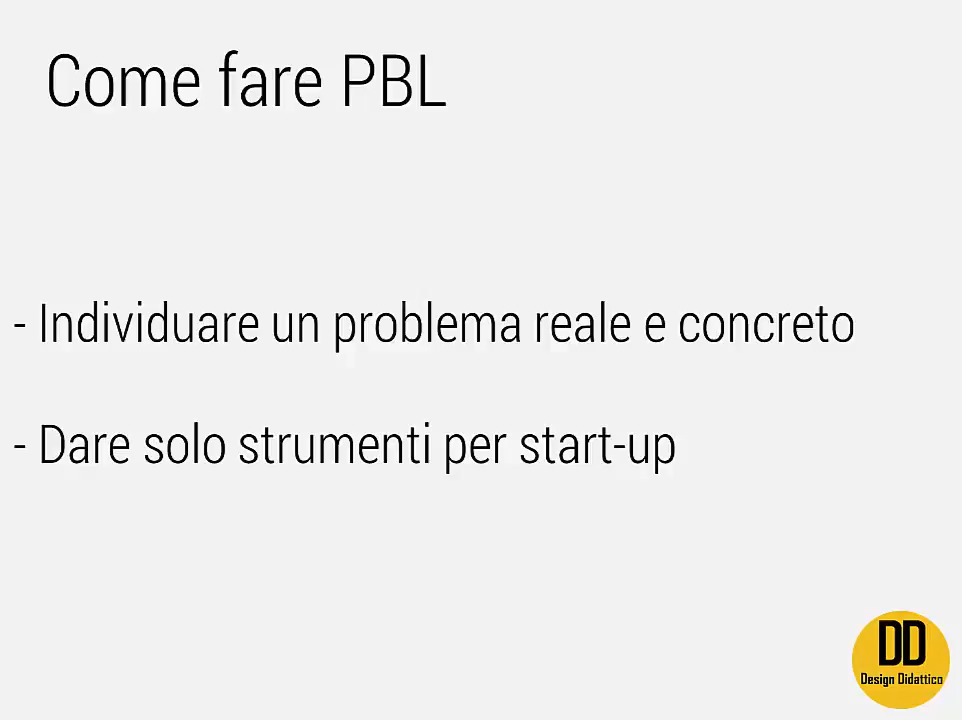 Come fare PBL
- Individuare un problema reale e concreto
- Dare solo strumenti per start-up
DD
Design Didattico